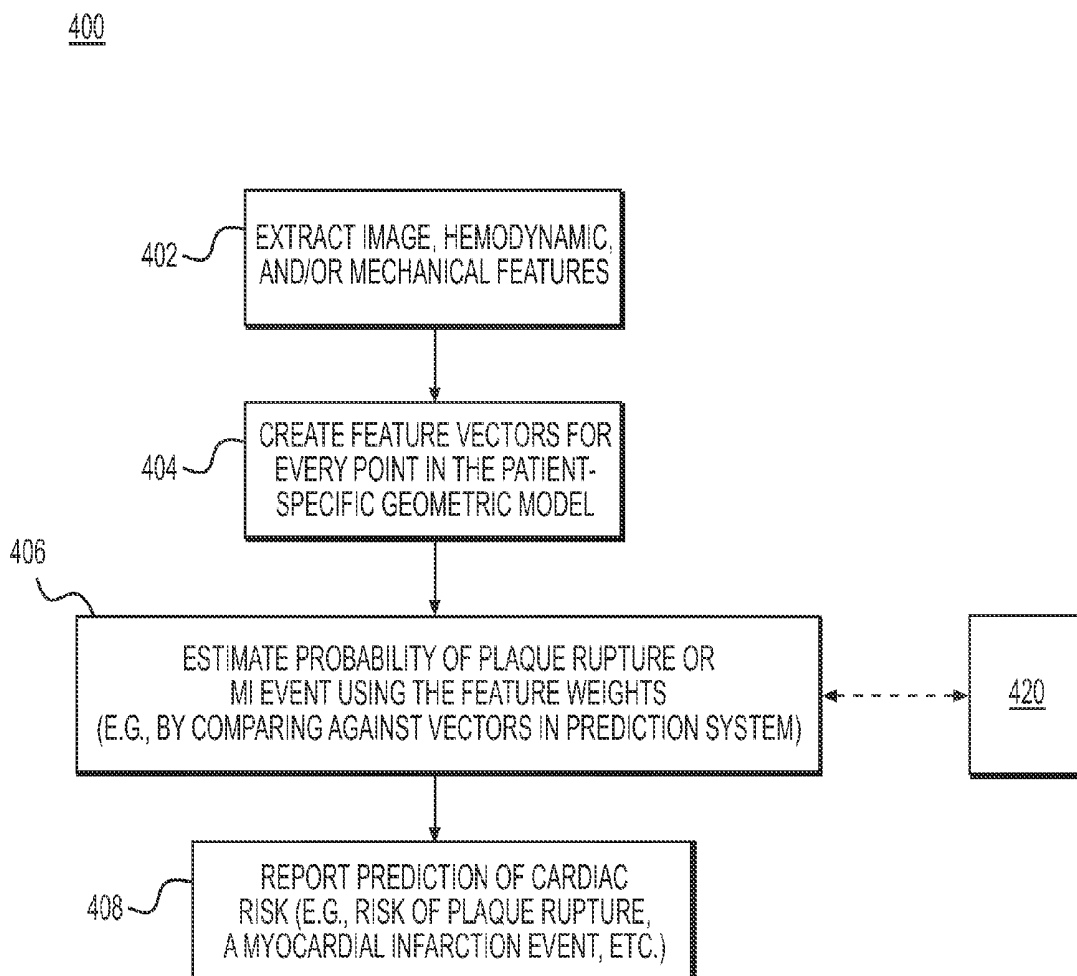 400
402
EXTRACT IMAGE, HEMODYNAMIC,
AND/OR MECHANICAL FEATURES
404
CREATE FEATURE VECTORS FOR
EVERY POINT IN THE PATIENT-
SPECIFIC GEOMETRIC MODEL
406
ESTIMATE PROBABILITY OF PLAQUE RUPTURE OR
MI EVENT USING THE FEATURE WEIGHTS
(E.G., BY COMPARING AGAINST VECTORS IN PREDICTION SYSTEM)
420
408
REPORT PREDICTION OF CARDIAC
RISK (E.G., RISK OF PLAQUE RUPTURE,
A MYOCARDIAL INFARCTION EVENT, ETC.)